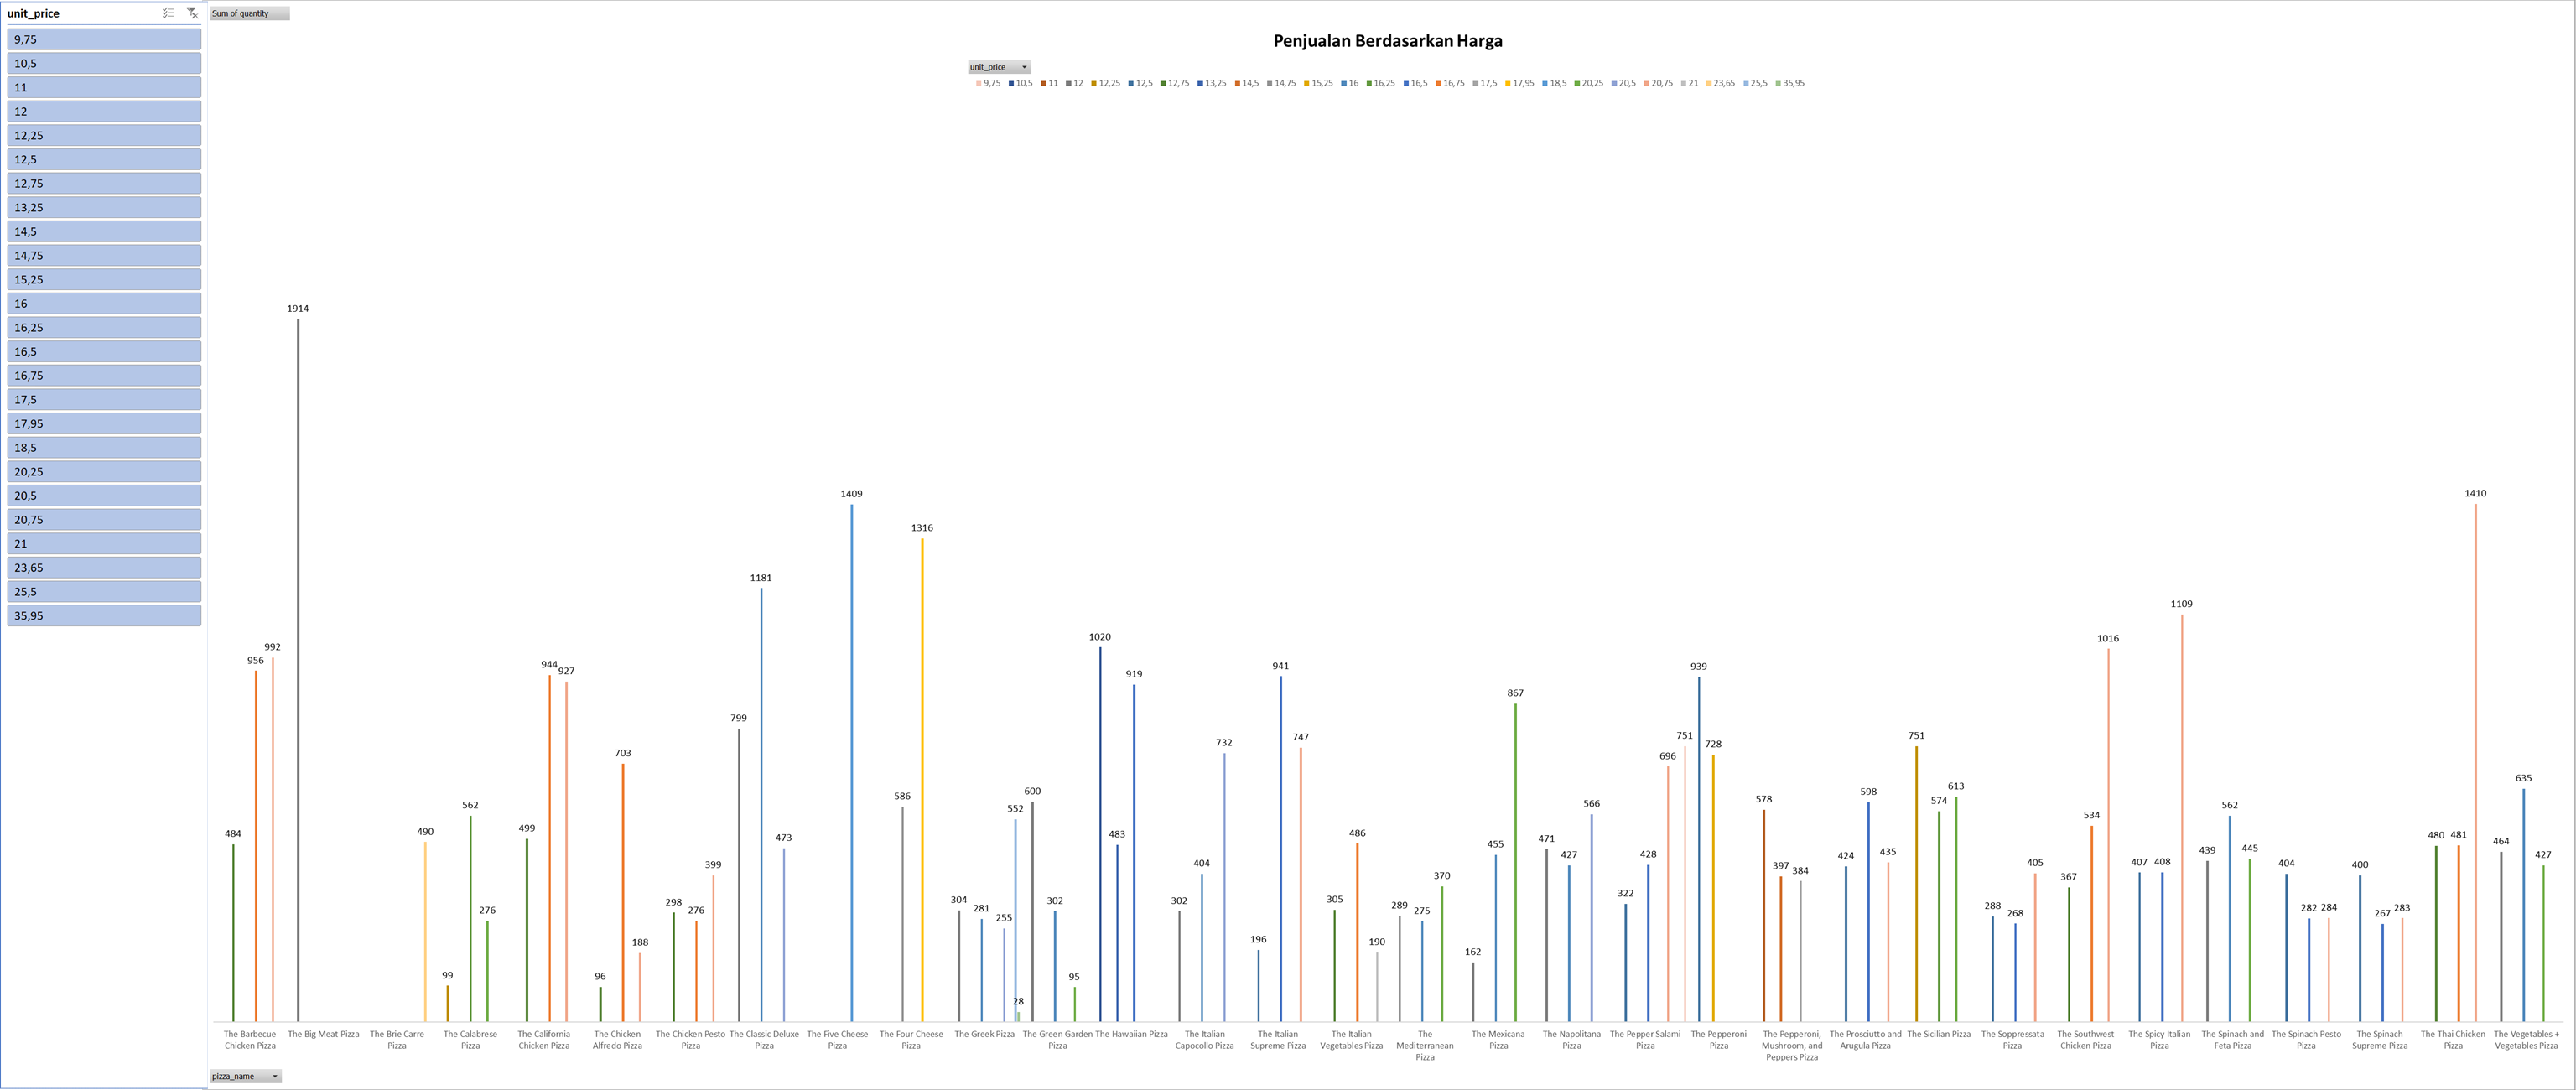 unit_price
9,75
10,5
11
12
12,25
12,5
12,75
13,25
14,5
14,75
15,25
16
16,25
16,5
16,75
17,5
17,95
18,5
20,25
20,5
20,75
21
23,65
25,5
35,95
Sum of quantity
Penjualan Berdasarkan Harga
unit_price
9,75 10,5 11 12 12,25 12,5 12,75 13,25 14,5 14,75 15,25 16 16,25 16,5 16,75 17,5 17,95 18,5 20,25 20,5 20,75 21 23,65 25,5 35,95
484 956 992
1914
490
99 562 276
499 944 927
96 703 188
298 276 399
799 1181 473
1409
586 1316
304 281 255 552 28
600 302 95
1020 483 919
302 404 732
196 941 747
305 486 190
289 275 370
162 455 867
471 427 566
322 428 696
751 939 728
578 397 384
424 598 435
751 574 613
288 268 405
367 534 1016
407 408 1109
439 562 445
404 282 284
400 267 283
480 481 1410
464 635 427
The Barbecue
Chicken Pizza
The Big Meat Pizza
The Brie Carre
Pizza
The Calabrese
Pizza
The California
Chicken Pizza
The Chicken
Alfredo Pizza
The Chicken Pesto
Pizza
The Classic Deluxe
Pizza
The Five Cheese
Pizza
The Four Cheese
Pizza
The Greek Pizza
The Green Garden
Pizza
The Hawaiian Pizza
The Italian
Capocollo Pizza
The Italian
Supreme Pizza
The Italian
Vegetables Pizza
The
Mediterranean
Pizza
The Mexicana
Pizza
The Napolitana
Pizza
The Pepper Salami
Pizza
The Pepperoni
Pizza
The Pepperoni,
Mushroom, and
Peppers Pizza
The Prosciutto and
Arugula Pizza
The Sicilian Pizza
The Soppressata
Pizza
The Southwest
Chicken Pizza
The Spicy Italian
Pizza
The Spinach and
Feta Pizza
The Spinach Pesto
Pizza
The Spinach
Supreme Pizza
The Thai Chicken
Pizza
The Vegetables +
Vegetables Pizza
pizza_name